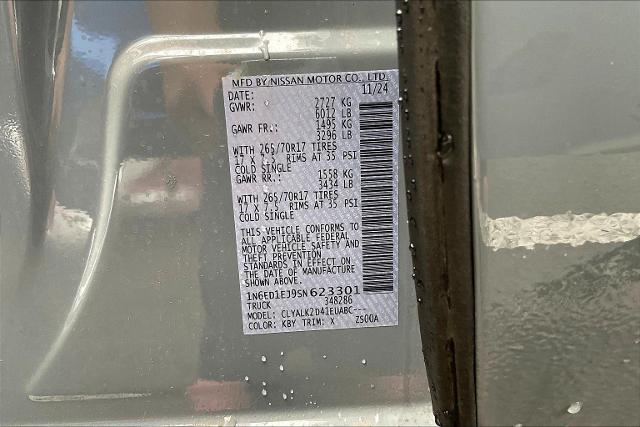 MFD BY NISSAN MOTOR CO., LTD.
DATE: 11/24
GVWR: 2727 KG
6012 LB
GAWR FR.: 1495 KG
3296 LB
WITH 265/70R17 TIRES
17 X 7.5 RIMS AT 35 PSI
COLD SINGLE
GAWR RR.: 1558 KG
3434 LB
WITH 265/70R17 TIRES
17 X 7.5 RIMS AT 35 PSI
COLD SINGLE
THIS VEHICLE CONFORMS TO
ALL APPLICABLE FEDERAL
MOTOR VEHICLE SAFETY AND
THEFT PREVENTION
STANDARDS IN EFFECT ON
THE DATE OF MANUFACTURE
SHOWN ABOVE.
1N6ED1EJ9SN623301
TRUCK 348286
MODEL: CLYALK2D41EUABC---
COLOR: KBY TRIM: X ZS00A